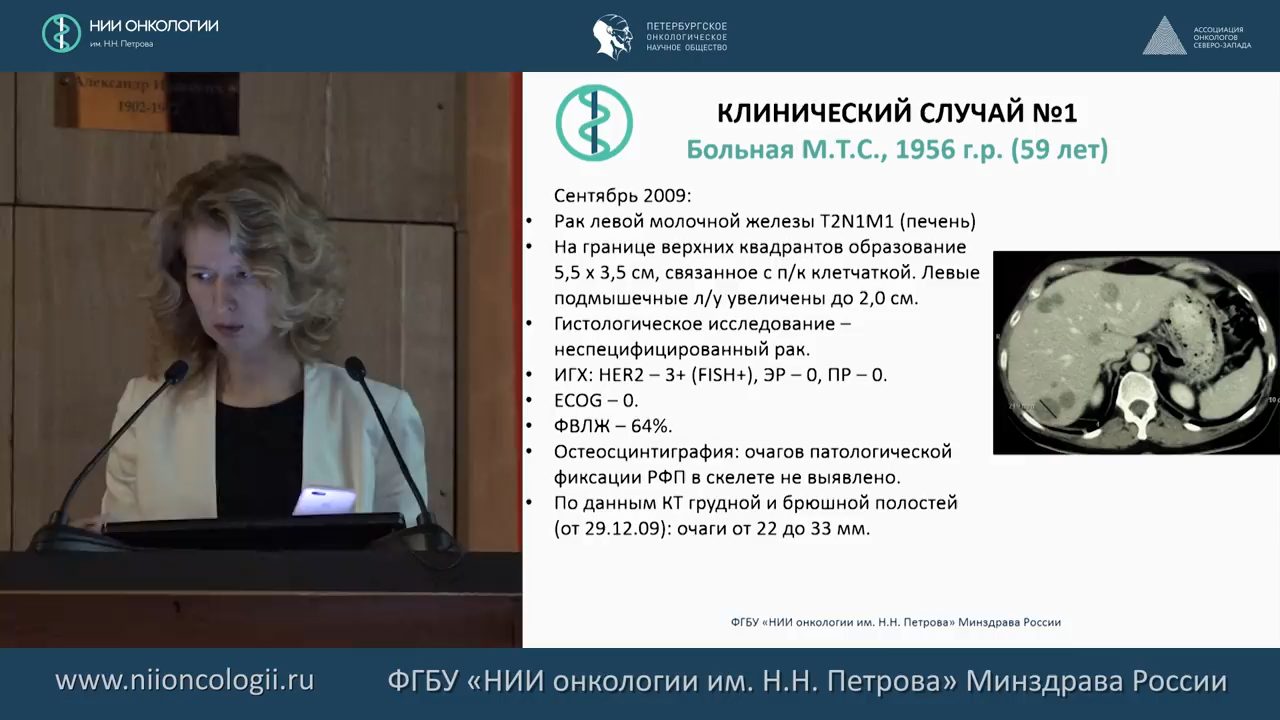 НИИ ОНКОЛОГИИ
им. Н.Н. Петрова
ПЕТЕРБУРГСКОЕ
ОНКОЛОГИЧЕСКОЕ
НАУЧНОЕ ОБЩЕСТВО
АССОЦИАЦИЯ
ОНКОЛОГОВ
СЕВЕРО-ЗАПАДА
Александр
КЛИНИЧЕСКИЙ СЛУЧАЙ №1
Больная М.Т.С., 1956 г.р. (59 лет)
Сентябрь 2009:
• Рак левой молочной железы T2N1M1 (печень)
• На границе верхних квадрантов образование
5,5 х 3,5 см, связанное с п/к клетчаткой. Левые
подмышечные л/у увеличены до 2,0 см.
• Гистологическое исследование –
неспецифицированный рак.
• ИГХ: HER2 – 3+ (FISH+), ЭР – 0, ПР – 0.
• ECOG – 0.
• ФВЛЖ – 64%.
• Остеосцинтиграфия: очагов патологической
фиксации РФП в скелете не выявлено.
• По данным КТ грудной и брюшной полостей
(от 29.12.09): очаги от 22 до 33 мм.
ФГБУ «НИИ онкологии им. Н.Н. Петрова» Минздрава России
www.niioncologii.ru
ФГБУ «НИИ онкологии им. Н.Н. Петрова» Минздрава России